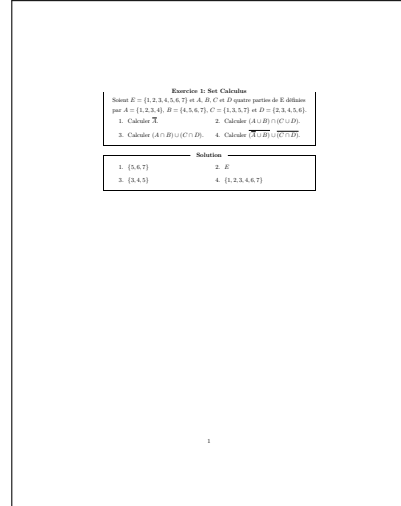 Exercice 1: Set Calculus
Soient E = {1, 2, 3, 4, 5, 6, 7} et A, B, C et D quatre parties de E définies
par A = {1, 2, 3, 4}, B = {4, 5, 6, 7}, C = {1, 3, 5, 7} et D = {2, 3, 4, 5, 6}.
1. Calculer A̅. 2. Calculer (A ∪ B) ∩ (C ∪ D).
3. Calculer (A ∩ B) ∪ (C ∩ D). 4. Calculer \overline{(\overline{A} ∪ B)} ∪ \overline{(C ∩ D)}.
Solution
1. {5, 6, 7} 2. E
3. {3, 4, 5} 4. {1, 2, 3, 4, 6, 7}
1